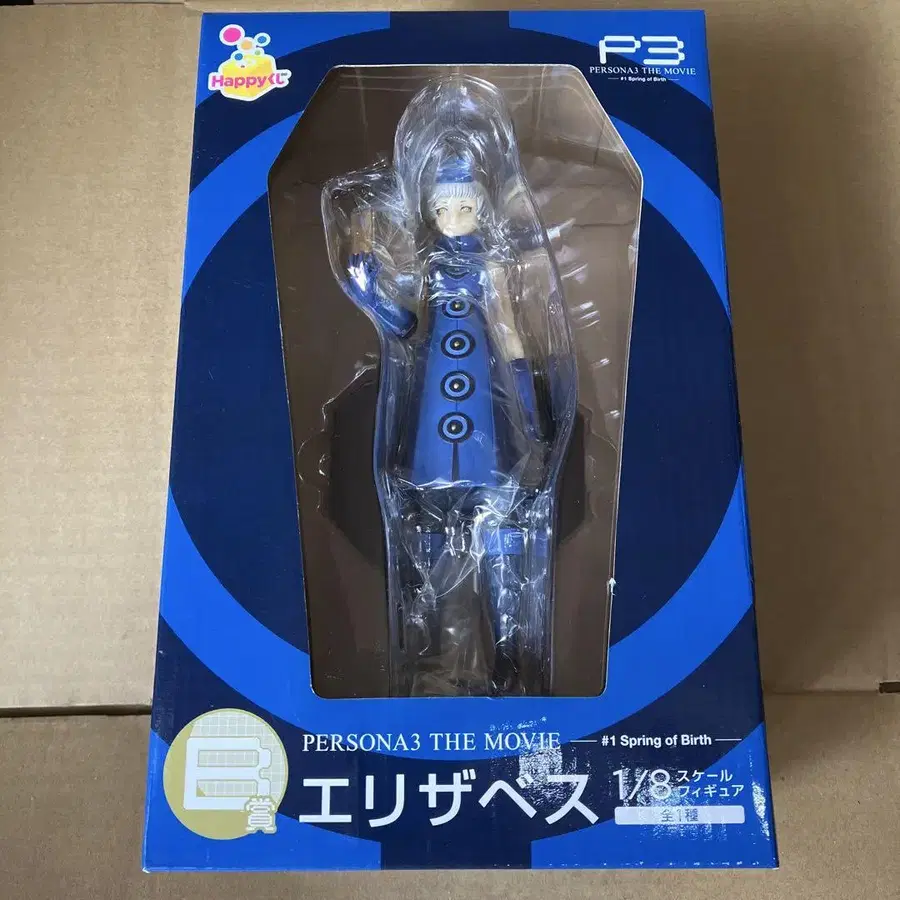 Happyくじ
P3
PERSONA3 THE MOVIE
#1 Spring of Birth
PERSONA3 THE MOVIE
#1 Spring of Birth
B賞
エリザベス
1/8スケールフィギュア
全1種